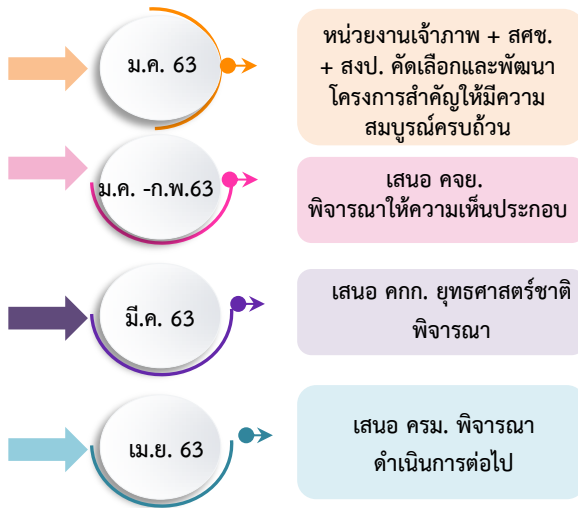 ม.ค. 63
หน่วยงานเจ้าภาพ + สศช.
+ สงป. คัดเลือกและพัฒนา
โครงการสำคัญให้มีความ
สมบูรณ์ครบถ้วน
ม.ค. -ก.พ.63
เสนอ คจย.
พิจารณาให้ความเห็นประกอบ
มี.ค. 63
เสนอ คกก. ยุทธศาสตร์ชาติ
พิจารณา
เม.ย. 63
เสนอ ครม. พิจารณา
ดำเนินการต่อไป